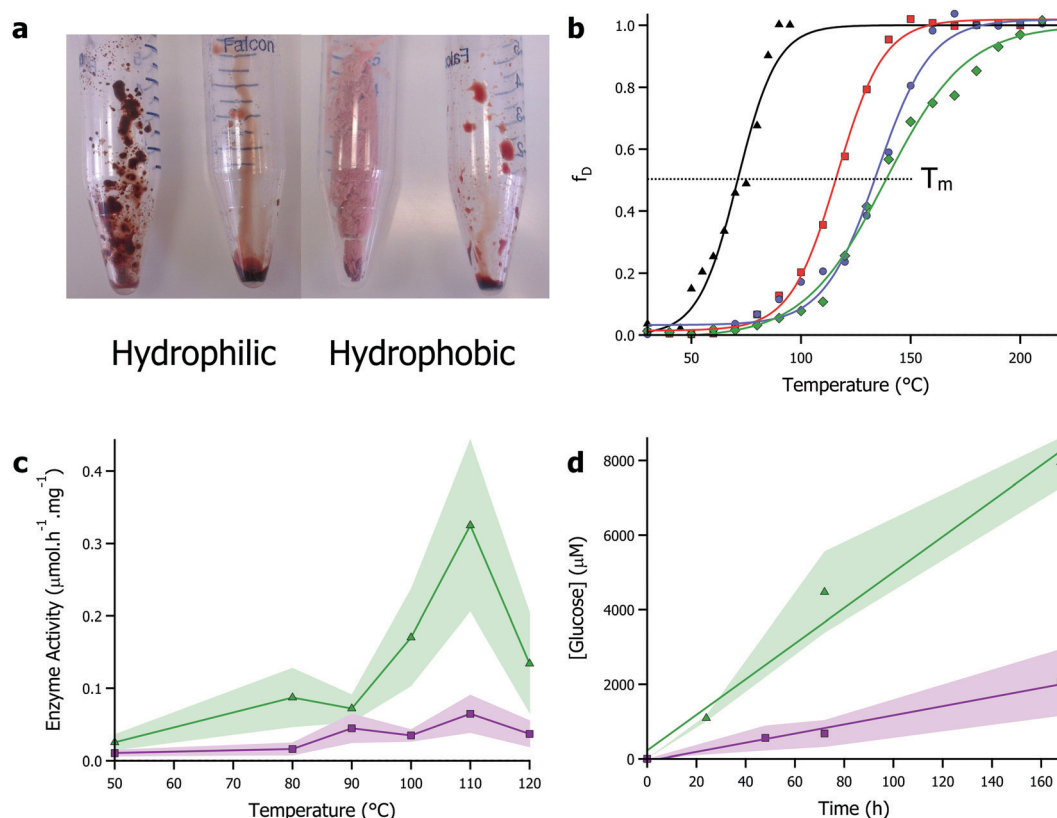 a
Falcon
Hydrophilic
Hydrophobic
b
1.0
0.8
0.6
0.4
0.2
0.0
f_D
T_m
50
100
150
200
Temperature (°C)
c
0.4
0.3
0.2
0.1
0.0
Enzyme Activity (μmol.h⁻¹.mg⁻¹)
50 60 70 80 90 100 110 120
Temperature (°C)
d
8000
6000
4000
2000
0
[Glucose] (μM)
0 20 40 60 80 100 120 140 160
Time (h)